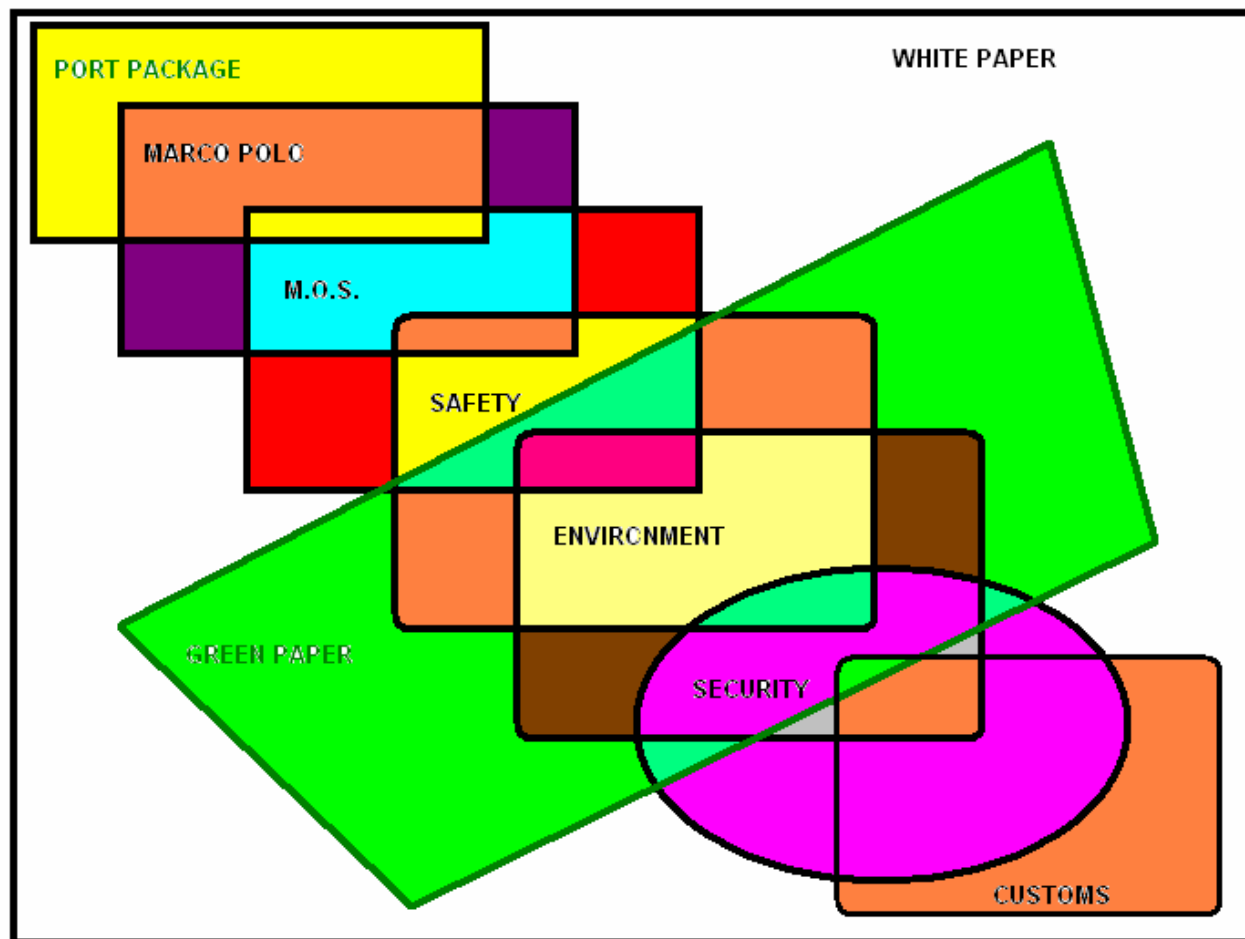 PORT PACKAGE
WHITE PAPER
MARCO POLO
M.O.S.
SAFETY
ENVIRONMENT
GREEN PAPER
SECURITY
CUSTOMS